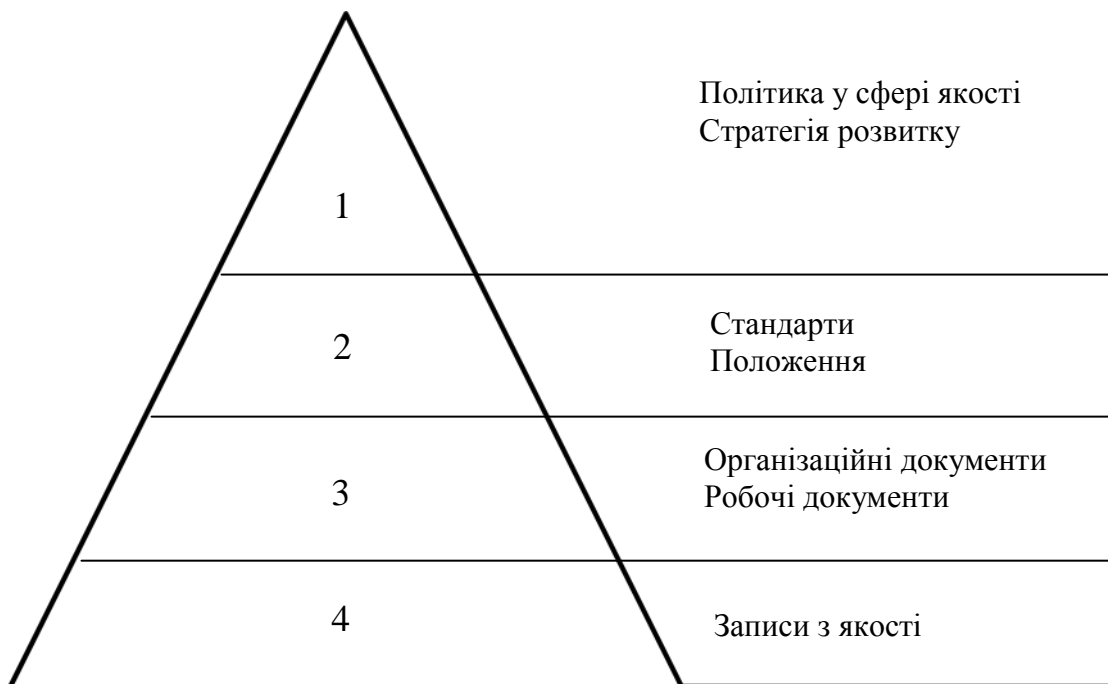 Політика у сфері якості
Стратегія розвитку
1
Стандарти
Положення
2
Організаційні документи
Робочі документи
3
Записи з якості
4